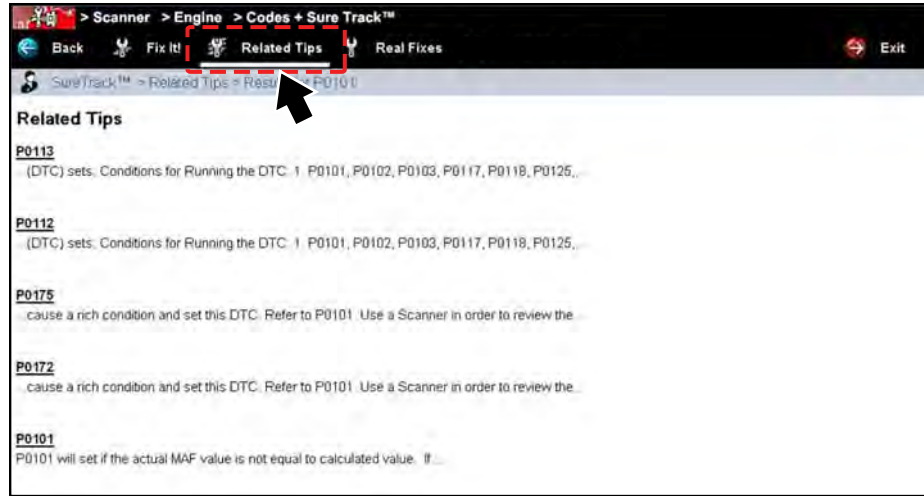 > Scanner > Engine > Codes + Sure Track™
Back Fix It! Related Tips Real Fixes Exit
SureTrack™ > Related Tips > P0101
Related Tips
P0113
(DTC) sets. Conditions for Running the DTC. 1. P0101, P0102, P0103, P0117, P0118, P0125,...
P0112
(DTC) sets. Conditions for Running the DTC. 1. P0101, P0102, P0103, P0117, P0118, P0125,...
P0175
...cause a rich condition and set this DTC. Refer to P0101. Use a Scanner in order to review the...
P0172
...cause a rich condition and set this DTC. Refer to P0101. Use a Scanner in order to review the...
P0101
P0101 will set if the actual MAF value is not equal to calculated value. If...